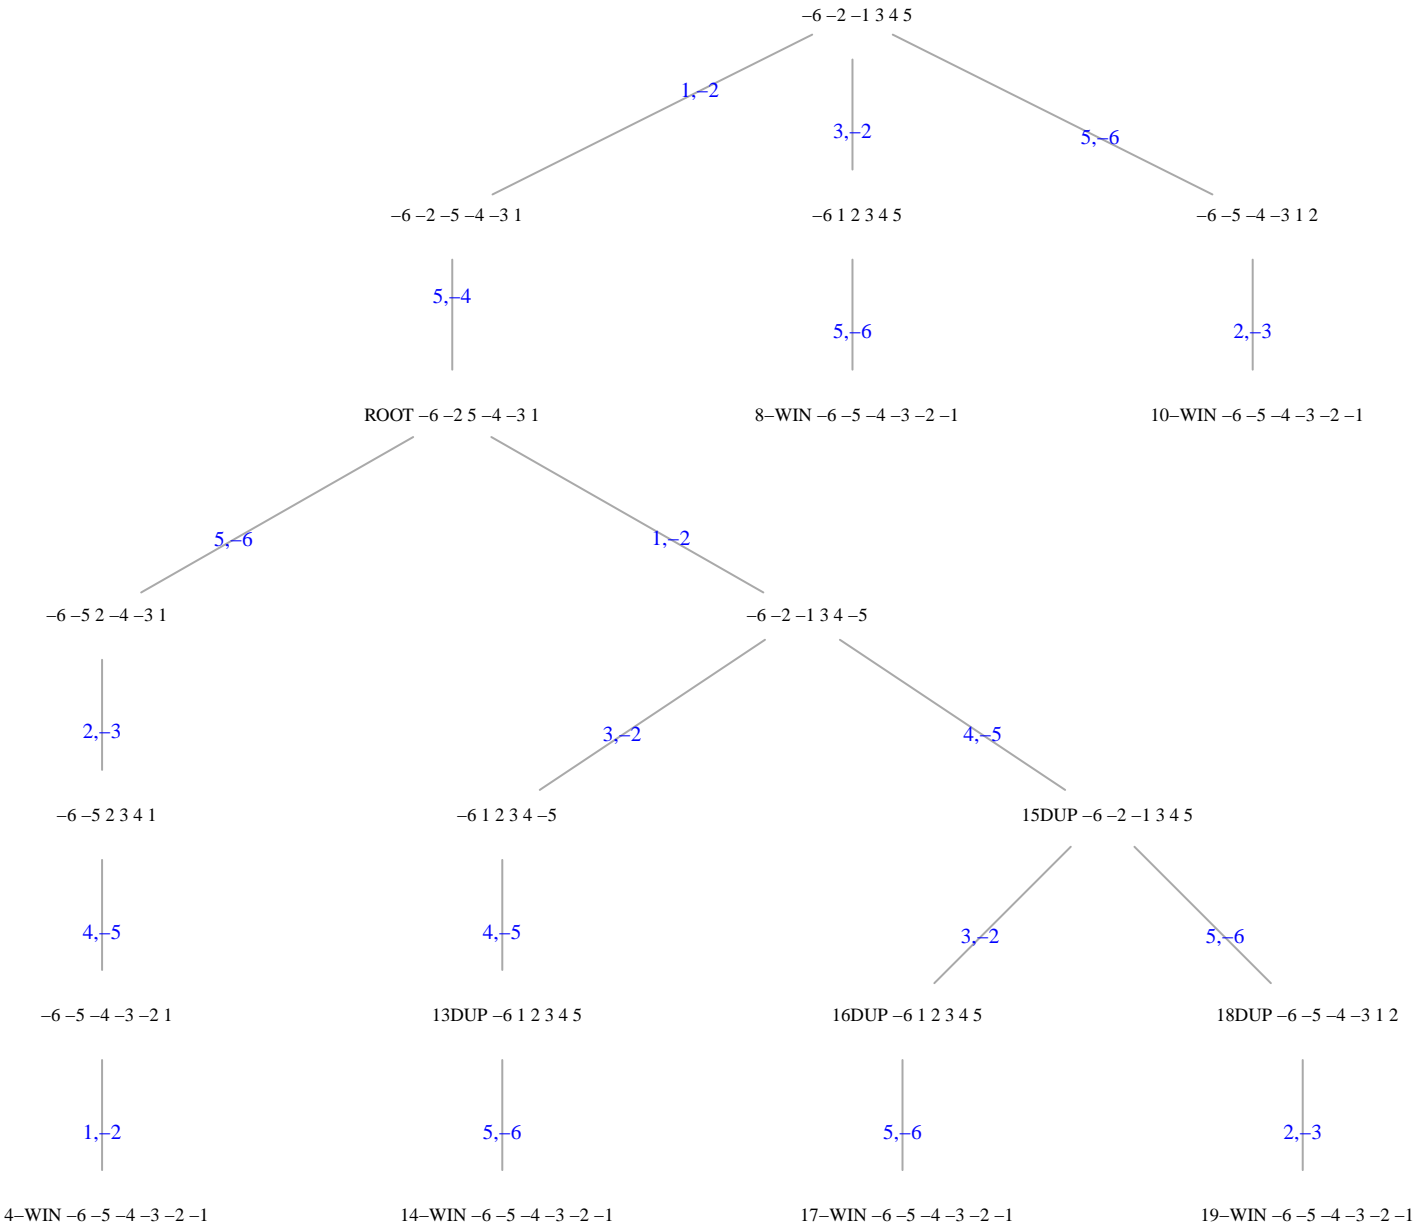 –6 –2 –1 3 4 5
1,–2
3,–2
5,–6
–6 –2 –5 –4 –3 1
–6 1 2 3 4 5
–6 –5 –4 –3 1 2
5,–4
5,–6
2,–3
ROOT –6 –2 5 –4 –3 1
8–WIN –6 –5 –4 –3 –2 –1
10–WIN –6 –5 –4 –3 –2 –1
5,–6
1,–2
–6 –5 2 –4 –3 1
–6 –2 –1 3 4 –5
2,–3
3,–2
4,–5
–6 –5 2 3 4 1
–6 1 2 3 4 –5
15DUP –6 –2 –1 3 4 5
4,–5
4,–5
3,–2
5,–6
–6 –5 –4 –3 –2 1
13DUP –6 1 2 3 4 5
16DUP –6 1 2 3 4 5
18DUP –6 –5 –4 –3 1 2
1,–2
5,–6
5,–6
2,–3
4–WIN –6 –5 –4 –3 –2 –1
14–WIN –6 –5 –4 –3 –2 –1
17–WIN –6 –5 –4 –3 –2 –1
19–WIN –6 –5 –4 –3 –2 –1